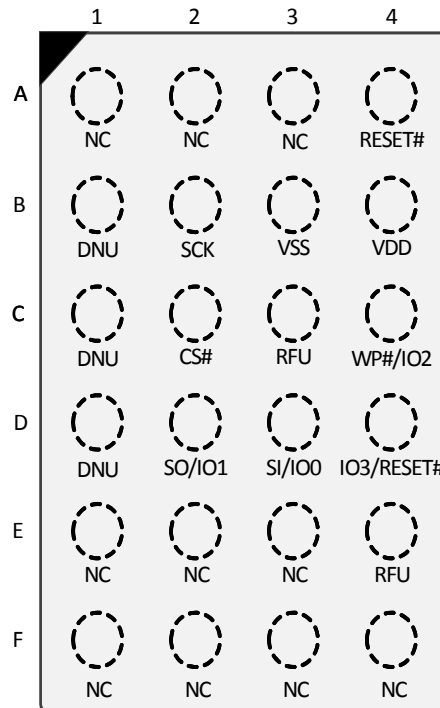 1 2 3 4
A
NC NC NC RESET#
B
DNU SCK VSS VDD
C
DNU CS# RFU WP#/IO2
D
DNU SO/IO1 SI/IO0 IO3/RESET#
E
NC NC NC RFU
F
NC NC NC NC